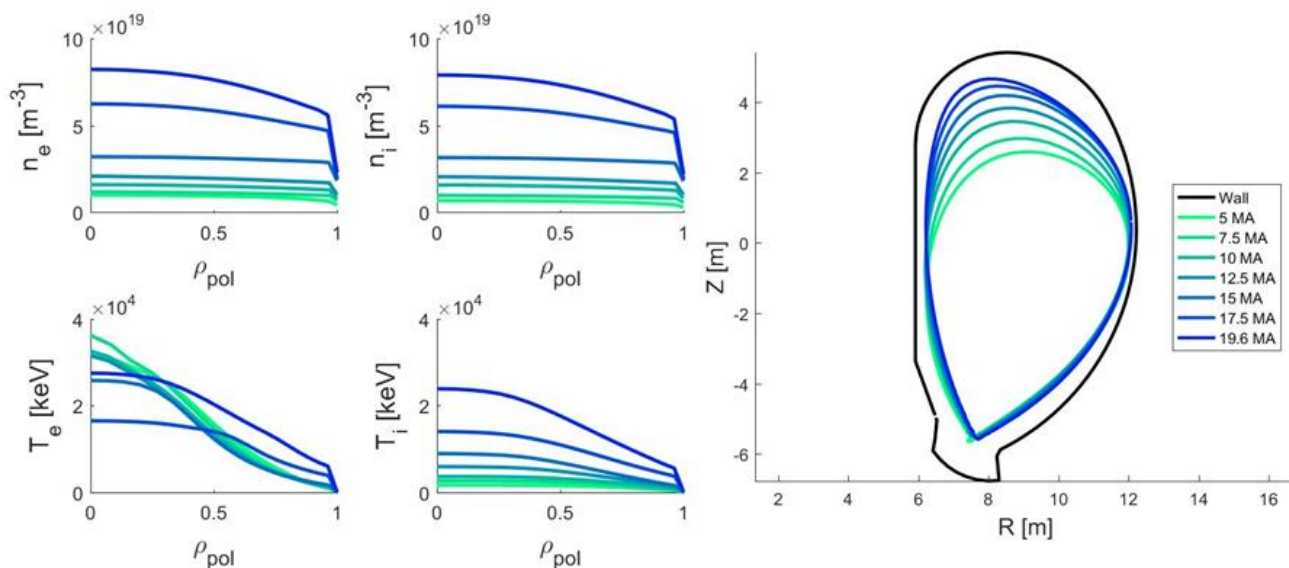 ×10^19
10
5
0
n_e [m^-3]
0 0.5 1
ρ_pol
×10^19
10
5
0
n_i [m^-3]
0 0.5 1
ρ_pol
×10^4
4
2
0
T_e [keV]
0 0.5 1
ρ_pol
×10^4
4
2
0
T_i [keV]
0 0.5 1
ρ_pol
4
2
0
-2
-4
-6
Z [m]
2 4 6 8 10 12 14 16
R [m]
Wall
5 MA
7.5 MA
10 MA
12.5 MA
15 MA
17.5 MA
19.6 MA